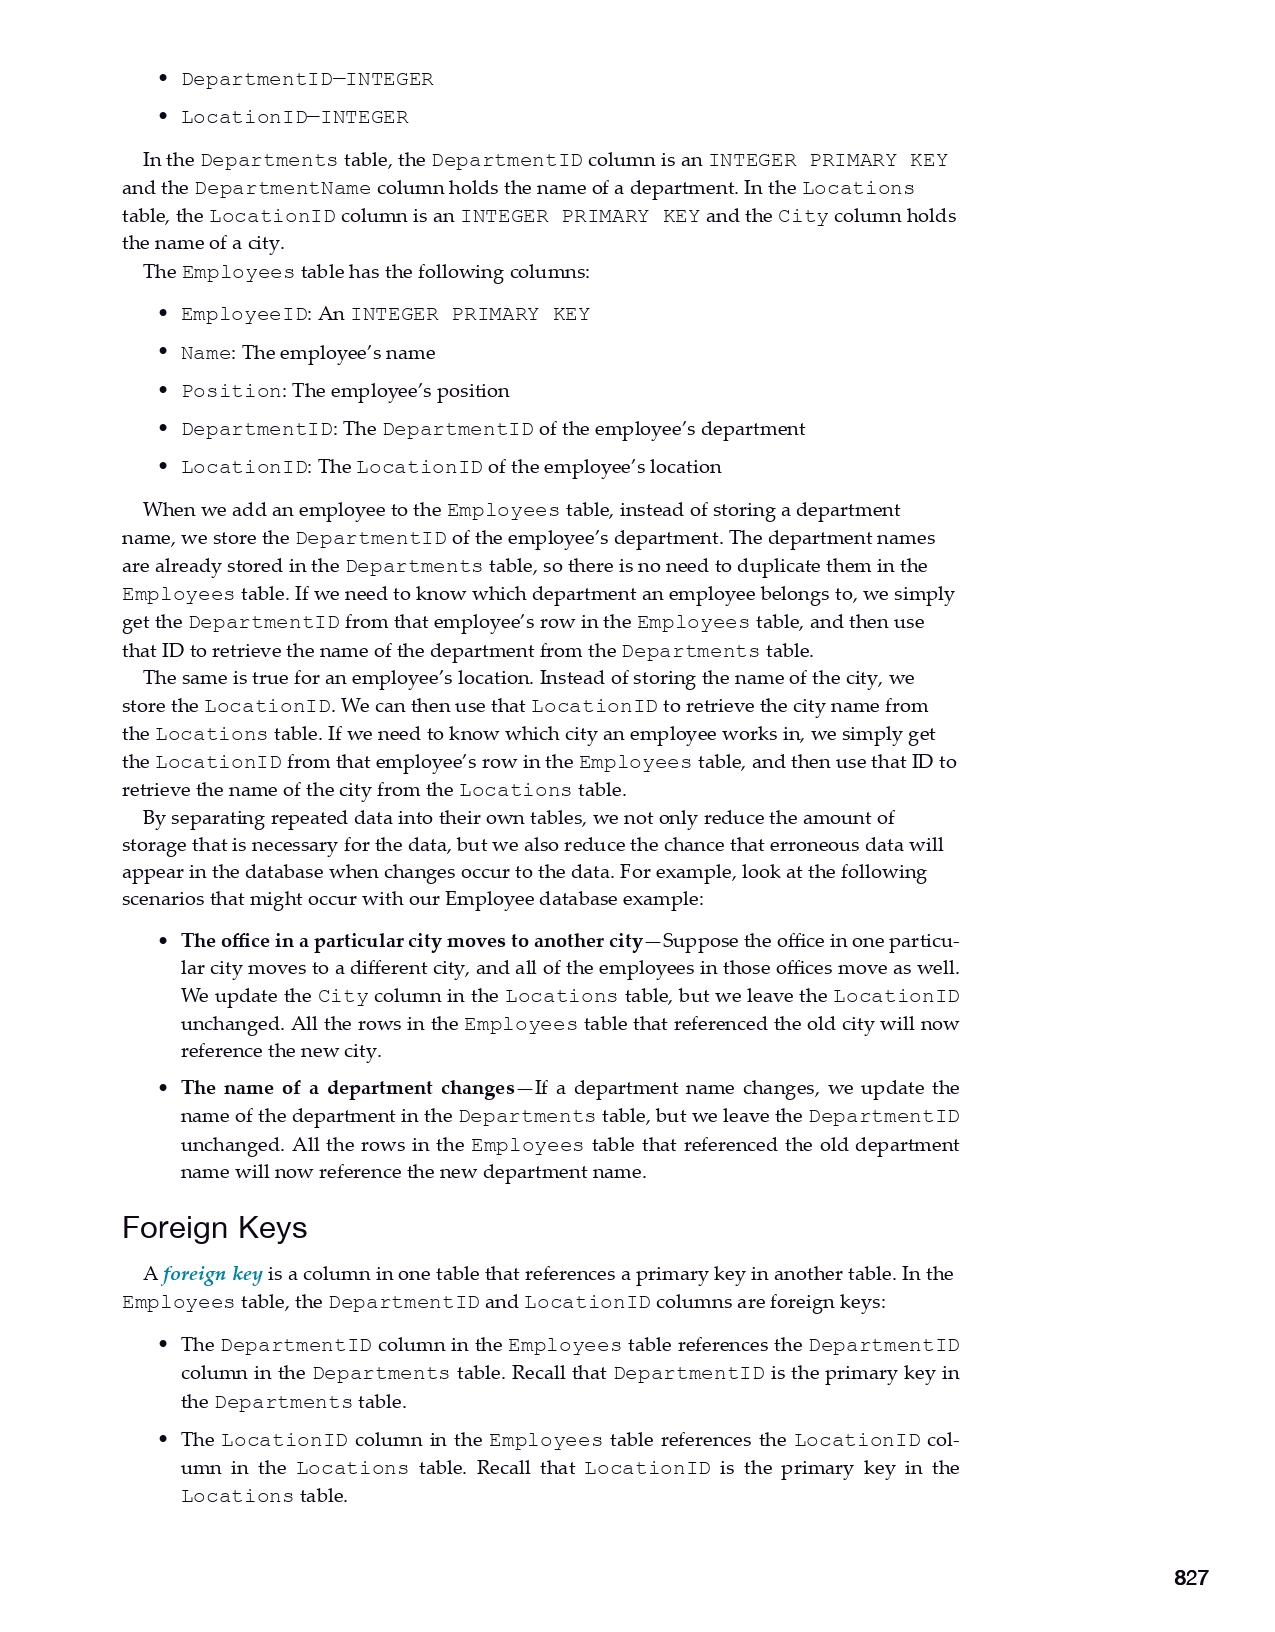 • DepartmentID—INTEGER
• LocationID—INTEGER
In the Departments table, the DepartmentID column is an INTEGER PRIMARY KEY
and the DepartmentName column holds the name of a department. In the Locations
table, the LocationID column is an INTEGER PRIMARY KEY and the City column holds
the name of a city.
The Employees table has the following columns:
• EmployeeID: An INTEGER PRIMARY KEY
• Name: The employee’s name
• Position: The employee’s position
• DepartmentID: The DepartmentID of the employee’s department
• LocationID: The LocationID of the employee’s location
When we add an employee to the Employees table, instead of storing a department
name, we store the DepartmentID of the employee’s department. The department names
are already stored in the Departments table, so there is no need to duplicate them in the
Employees table. If we need to know which department an employee belongs to, we simply
get the DepartmentID from that employee’s row in the Employees table, and then use
that ID to retrieve the name of the department from the Departments table.
The same is true for an employee’s location. Instead of storing the name of the city, we
store the LocationID. We can then use that LocationID to retrieve the city name from
the Locations table. If we need to know which city an employee works in, we simply get
the LocationID from that employee’s row in the Employees table, and then use that ID to
retrieve the name of the city from the Locations table.
By separating repeated data into their own tables, we not only reduce the amount of
storage that is necessary for the data, but we also reduce the chance that erroneous data will
appear in the database when changes occur to the data. For example, look at the following
scenarios that might occur with our Employee database example:
• The office in a particular city moves to another city—Suppose the office in one particu-
lar city moves to a different city, and all of the employees in those offices move as well.
We update the City column in the Locations table, but we leave the LocationID
unchanged. All the rows in the Employees table that referenced the old city will now
reference the new city.
• The name of a department changes—If a department name changes, we update the
name of the department in the Departments table, but we leave the DepartmentID
unchanged. All the rows in the Employees table that referenced the old department
name will now reference the new department name.
Foreign Keys
A foreign key is a column in one table that references a primary key in another table. In the
Employees table, the DepartmentID and LocationID columns are foreign keys:
• The DepartmentID column in the Employees table references the DepartmentID
column in the Departments table. Recall that DepartmentID is the primary key in
the Departments table.
• The LocationID column in the Employees table references the LocationID col-
umn in the Locations table. Recall that LocationID is the primary key in the
Locations table.
827